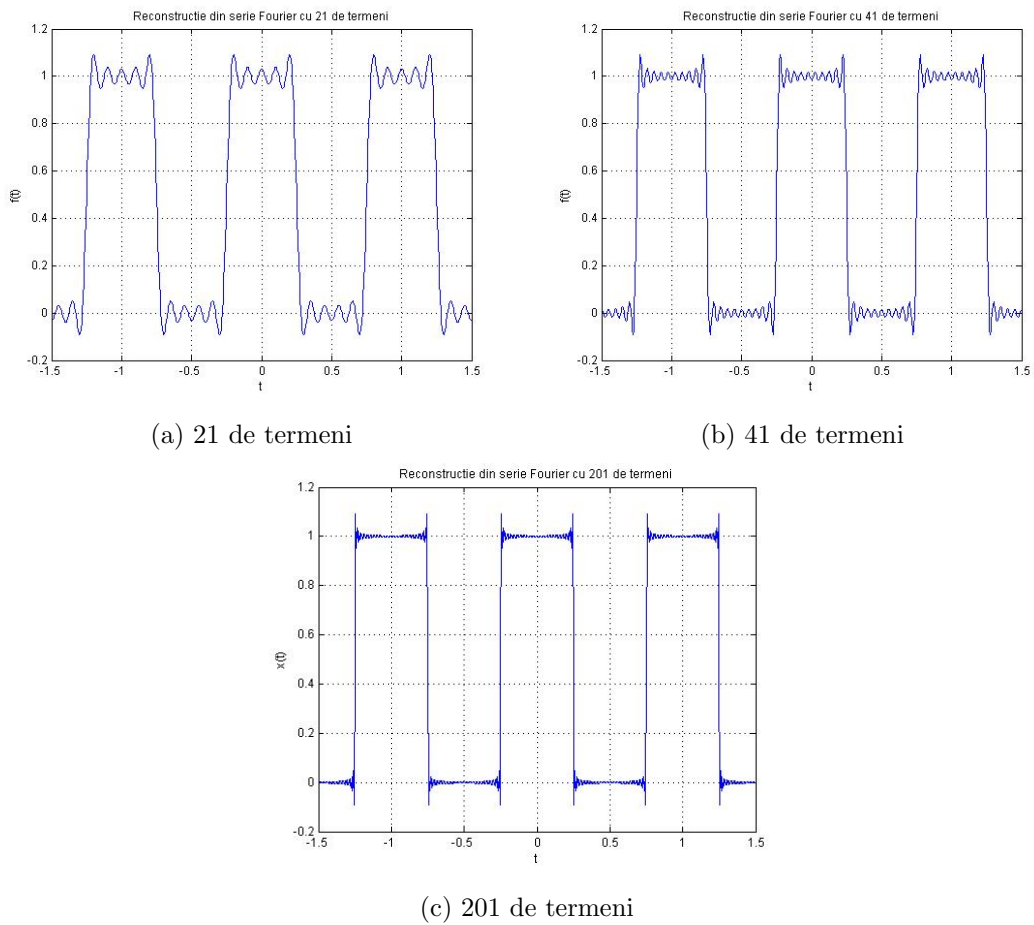 Reconstructie din serie Fourier cu 21 de termeni
1.2
1
0.8
0.6
0.4
0.2
0
-0.2
f(t)
-1.5 -1 -0.5 0 0.5 1 1.5
t
(a) 21 de termeni
Reconstructie din serie Fourier cu 41 de termeni
1.2
1
0.8
0.6
0.4
0.2
0
-0.2
f(t)
-1.5 -1 -0.5 0 0.5 1 1.5
t
(b) 41 de termeni
Reconstructie din serie Fourier cu 201 de termeni
1.2
1
0.8
0.6
0.4
0.2
0
-0.2
x(t)
-1.5 -1 -0.5 0 0.5 1 1.5
t
(c) 201 de termeni